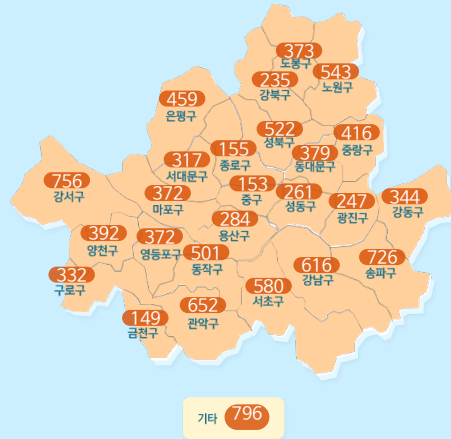 373
도봉구
543
노원구
235
강북구
459
은평구
522
성북구
416
중랑구
155
종로구
379
동대문구
317
서대문구
756
강서구
372
마포구
153
중구
261
성동구
247
광진구
344
강동구
284
용산구
392
양천구
372
영등포구
501
동작구
726
송파구
616
강남구
332
구로구
580
서초구
652
관악구
149
금천구
기타 796